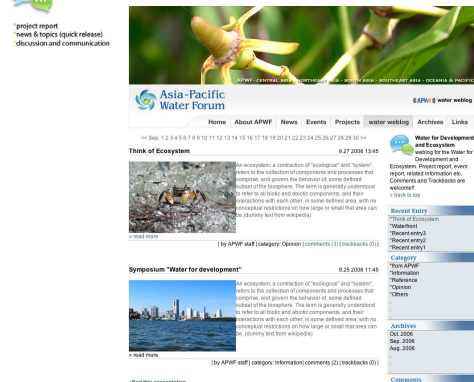 *project report
*news & topics (quick release)
*discussion and communication
APWF- CENTRAL ASIA - NORTHEAST ASIA - SOUTH ASIA - SOUTHEAST ASIA - OCEANIA & PACIFIC
Asia-Pacific
Water Forum
(( APWF )) water weblog
Home | About APWF | News | Events | Projects | water weblog | Archives | Links
<< Sep. 1 2 3 4 5 6 7 8 9 10 11 12 13 14 15 16 17 18 19 20 21 22 23 24 25 26 27 28 29 30 >>
Think of Ecosystem 9.27 2006 13:45
An ecosystem, a contraction of "ecological" and "system",
refers to the collection of components and processes that
comprise, and govern the behavior of, some defined
subset of the biosphere. The term is generally understood
to refer to all biotic and abiotic components, and their
interactions with each other, in some defined area, with no
conceptual restrictions on how large or small that area can
be.(dummy text from wikipedia)
» read more
| by APWF staff | category: Opinion | comments (3) | trackbacks (0) |
Symposium "Water for development" 9.25 2006 11:45
An ecosystem, a contraction of "ecological" and "system",
refers to the collection of components and processes that
comprise, and govern the behavior of, some defined
subset of the biosphere. The term is generally understood
to refer to all biotic and abiotic components, and their
interactions with each other, in some defined area, with no
conceptual restrictions on how large or small that area can
be.(dummy text from wikipedia)
» read more
| by APWF staff | category: Information| comments (2) | trackbacks (0) |
Water for Development
and Ecosystem
weblog for the Water for
Development and
Ecosystem. Project report, event
report, related information etc.
Comments and Trackbacks are
welcome!!
» back to top
Recent Entry
*Think of Ecosystem
*Waterfront
*Recent entry3
*Recent entry2
*Recent entry1
Category
*from APWF
*Information
*Reference
*Opinion
*Others
Archives
Oct. 2006
Sep. 2006
Aug. 2006
Comments